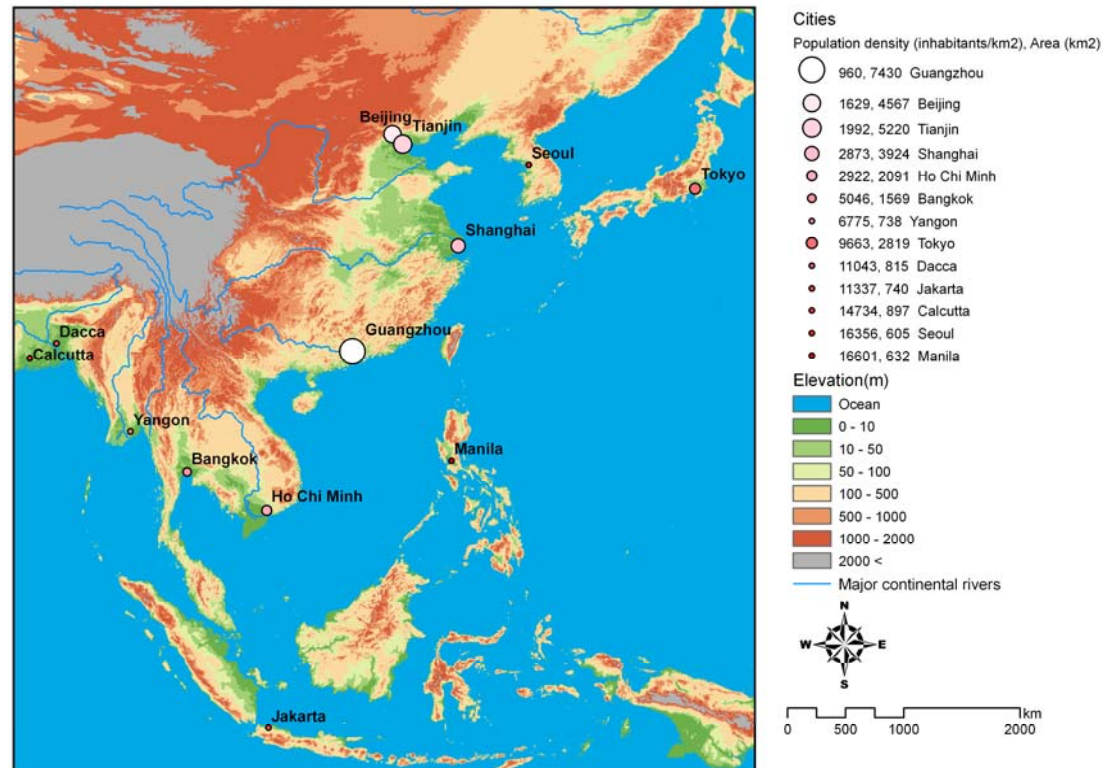 Beijing
Tianjin
Seoul
Tokyo
Shanghai
Guangzhou
Dacca
Calcutta
Yangon
Bangkok
Manila
Ho Chi Minh
Jakarta
Cities
Population density (inhabitants/km2), Area (km2)
960, 7430 Guangzhou
1629, 4567 Beijing
1992, 5220 Tianjin
2873, 3924 Shanghai
2922, 2091 Ho Chi Minh
5046, 1569 Bangkok
6775, 738 Yangon
9663, 2819 Tokyo
11043, 815 Dacca
11337, 740 Jakarta
14734, 897 Calcutta
16356, 605 Seoul
16601, 632 Manila
Elevation(m)
Ocean
0 - 10
10 - 50
50 - 100
100 - 500
500 - 1000
1000 - 2000
2000 <
Major continental rivers
N
W E
S
km
0 500 1000 2000